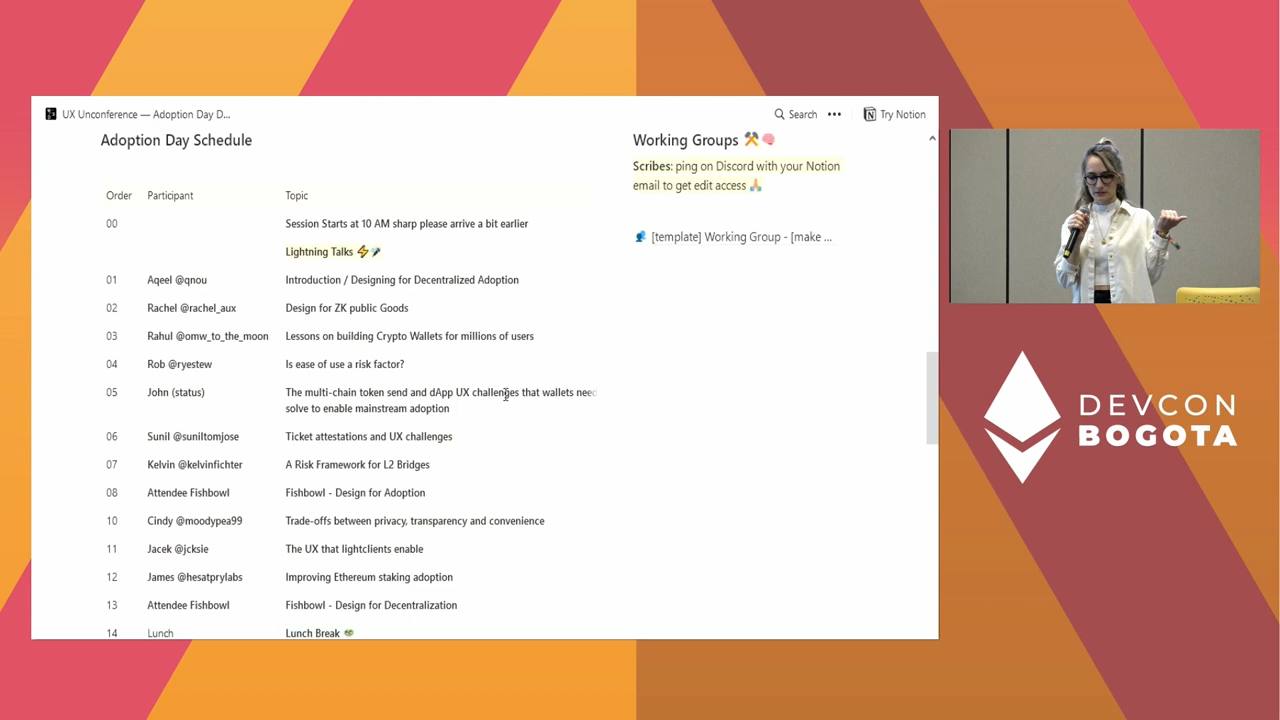 UX Unconference — Adoption Day D...
Search
•••
Try Notion
Adoption Day Schedule
Order Participant Topic
00 Session Starts at 10 AM sharp please arrive a bit earlier
Lightning Talks ⚡🎤
01 Aqeel @qnou Introduction / Designing for Decentralized Adoption
02 Rachel @rachel_aux Design for ZK public Goods
03 Rahul @omw_to_the_moon Lessons on building Crypto Wallets for millions of users
04 Rob @ryestew Is ease of use a risk factor?
05 John (status) The multi-chain token send and dApp UX challenges that wallets need
solve to enable mainstream adoption
06 Sunil @suniltomjose Ticket attestations and UX challenges
07 Kelvin @kelvinfichter A Risk Framework for L2 Bridges
08 Attendee Fishbowl Fishbowl - Design for Adoption
10 Cindy @moodypea99 Trade-offs between privacy, transparency and convenience
11 Jacek @jcksie The UX that lightclients enable
12 James @hesatprylabs Improving Ethereum staking adoption
13 Attendee Fishbowl Fishbowl - Design for Decentralization
14 Lunch Lunch Break 🥗
Working Groups ⚒️🧠
Scribes: ping on Discord with your Notion
email to get edit access 🙏
👥 [template] Working Group - [make ...
DEVCON
BOGOTA